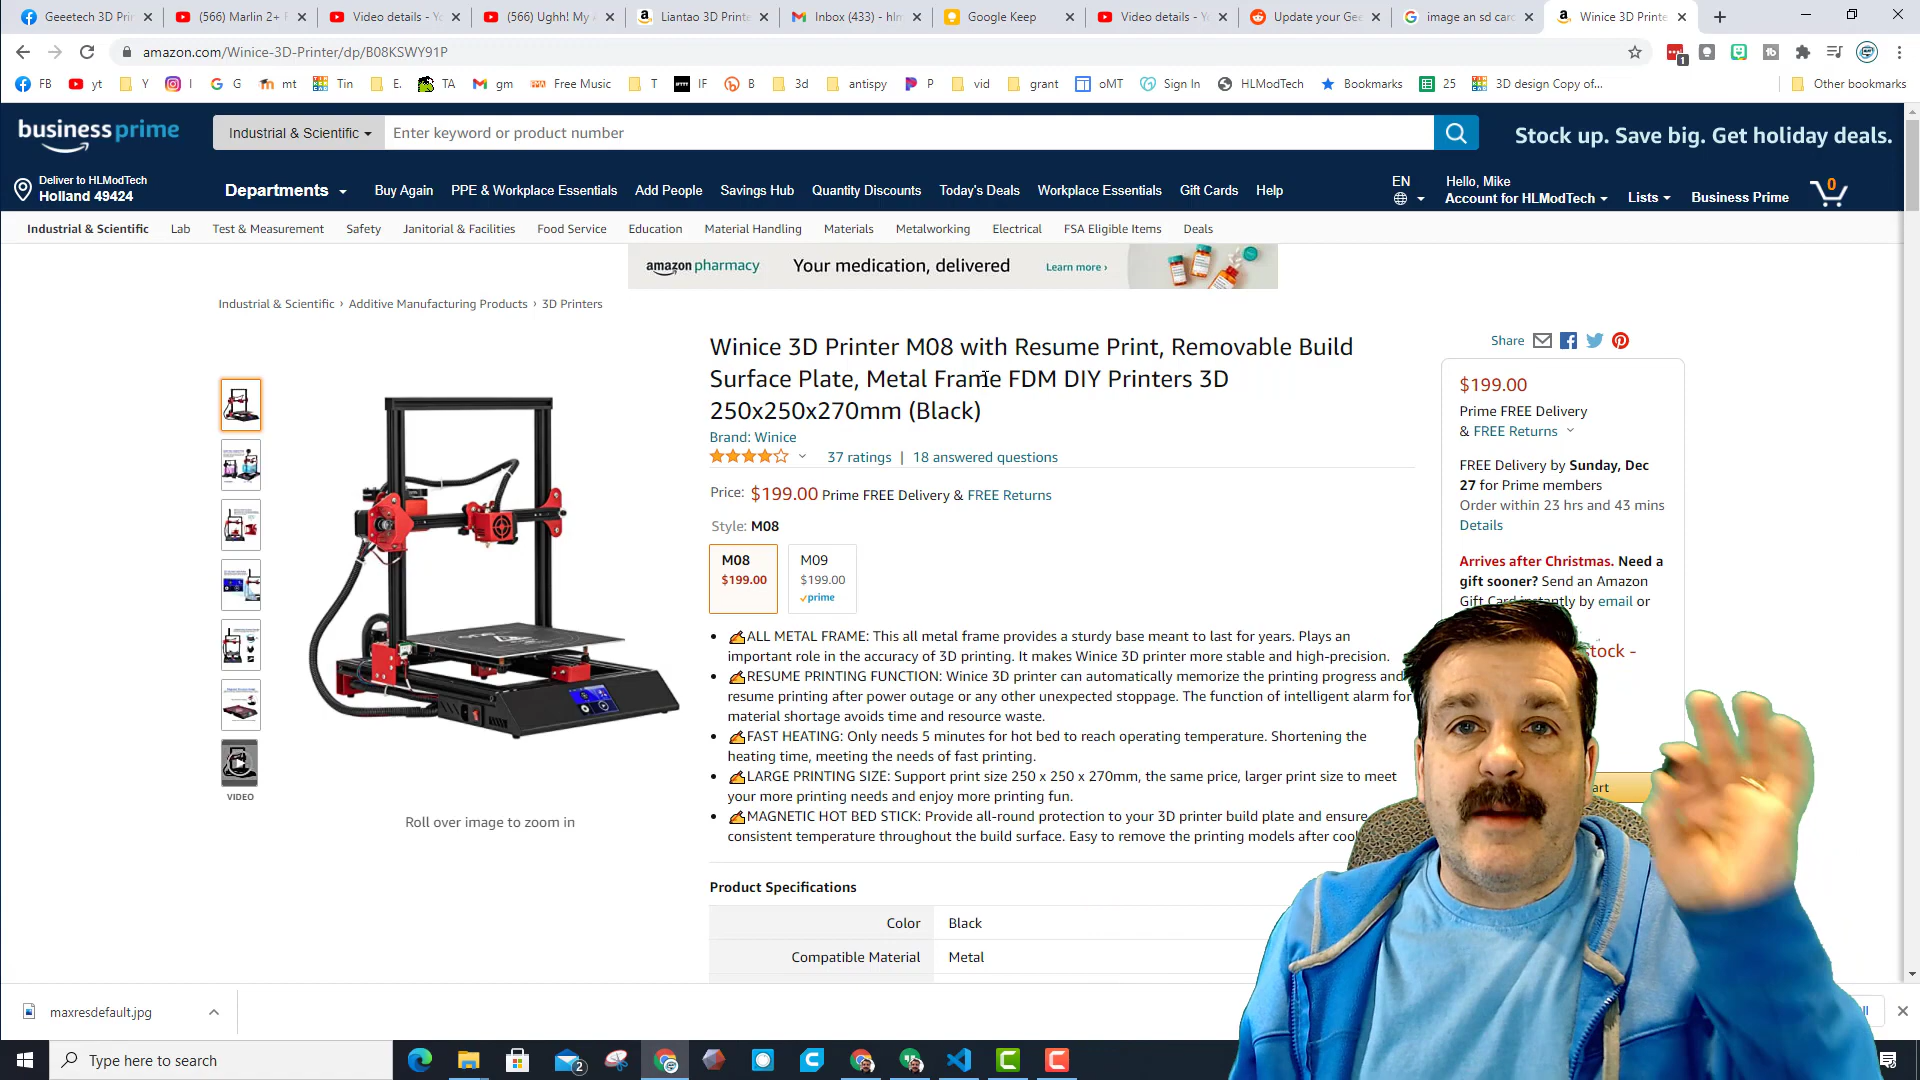 Geeetech 3D Prin
(566) Marlin 2+ F
Video details - Yo
(566) Ughh! My
Liantao 3D Printe
Inbox (433) - hlm
Google Keep
Video details - Yo
Update your Gee
image an sd card
Winice 3D Printe
amazon.com/Winice-3D-Printer/dp/B08KSWY91P
1
FB
yt
Y
I
G
mt
Tin
E.
TA
gm
Free Music
T
IF
B
3d
antispy
P
vid
grant
oMT
Sign In
HLModTech
Bookmarks
25
3D design Copy of...
Other bookmarks
business prime
Industrial & Scientific
Enter keyword or product number
Stock up. Save big. Get holiday deals.
Deliver to HLModTech
Holland 49424
Departments
Buy Again
PPE & Workplace Essentials
Add People
Savings Hub
Quantity Discounts
Today's Deals
Workplace Essentials
Gift Cards
Help
EN
Hello, Mike
Account for HLModTech
Lists
Business Prime
0
Industrial & Scientific
Lab
Test & Measurement
Safety
Janitorial & Facilities
Food Service
Education
Material Handling
Materials
Metalworking
Electrical
FSA Eligible Items
Deals
amazon pharmacy
Your medication, delivered
Learn more ›
Industrial & Scientific › Additive Manufacturing Products › 3D Printers
Winice 3D Printer M08 with Resume Print, Removable Build
Surface Plate, Metal Frame FDM DIY Printers 3D
250x250x270mm (Black)
Brand: Winice
37 ratings | 18 answered questions
Price: $199.00 Prime FREE Delivery & FREE Returns
Style: M08
M08
$199.00
M09
$199.00
prime
ALL METAL FRAME: This all metal frame provides a sturdy base meant to last for years. Plays an
important role in the accuracy of 3D printing. It makes Winice 3D printer more stable and high-precision.
RESUME PRINTING FUNCTION: Winice 3D printer can automatically memorize the printing progress and
resume printing after power outage or any other unexpected stoppage. The function of intelligent alarm for
material shortage avoids time and resource waste.
FAST HEATING: Only needs 5 minutes for hot bed to reach operating temperature. Shortening the
heating time, meeting the needs of fast printing.
LARGE PRINTING SIZE: Support print size 250 x 250 x 270mm, the same price, larger print size to meet
your more printing needs and enjoy more printing fun.
MAGNETIC HOT BED STICK: Provide all-round protection to your 3D printer build plate and ensure
consistent temperature throughout the build surface. Easy to remove the printing models after cool
Product Specifications
Color
Black
Compatible Material
Metal
VIDEO
Roll over image to zoom in
Share
$199.00
Prime FREE Delivery
& FREE Returns
FREE Delivery by Sunday, Dec
27 for Prime members
Order within 23 hrs and 43 mins
Details
Arrives after Christmas. Need a
gift sooner? Send an Amazon
Gift Card instantly by email or
stock -
art
maxresdefault.jpg
Type here to search
2